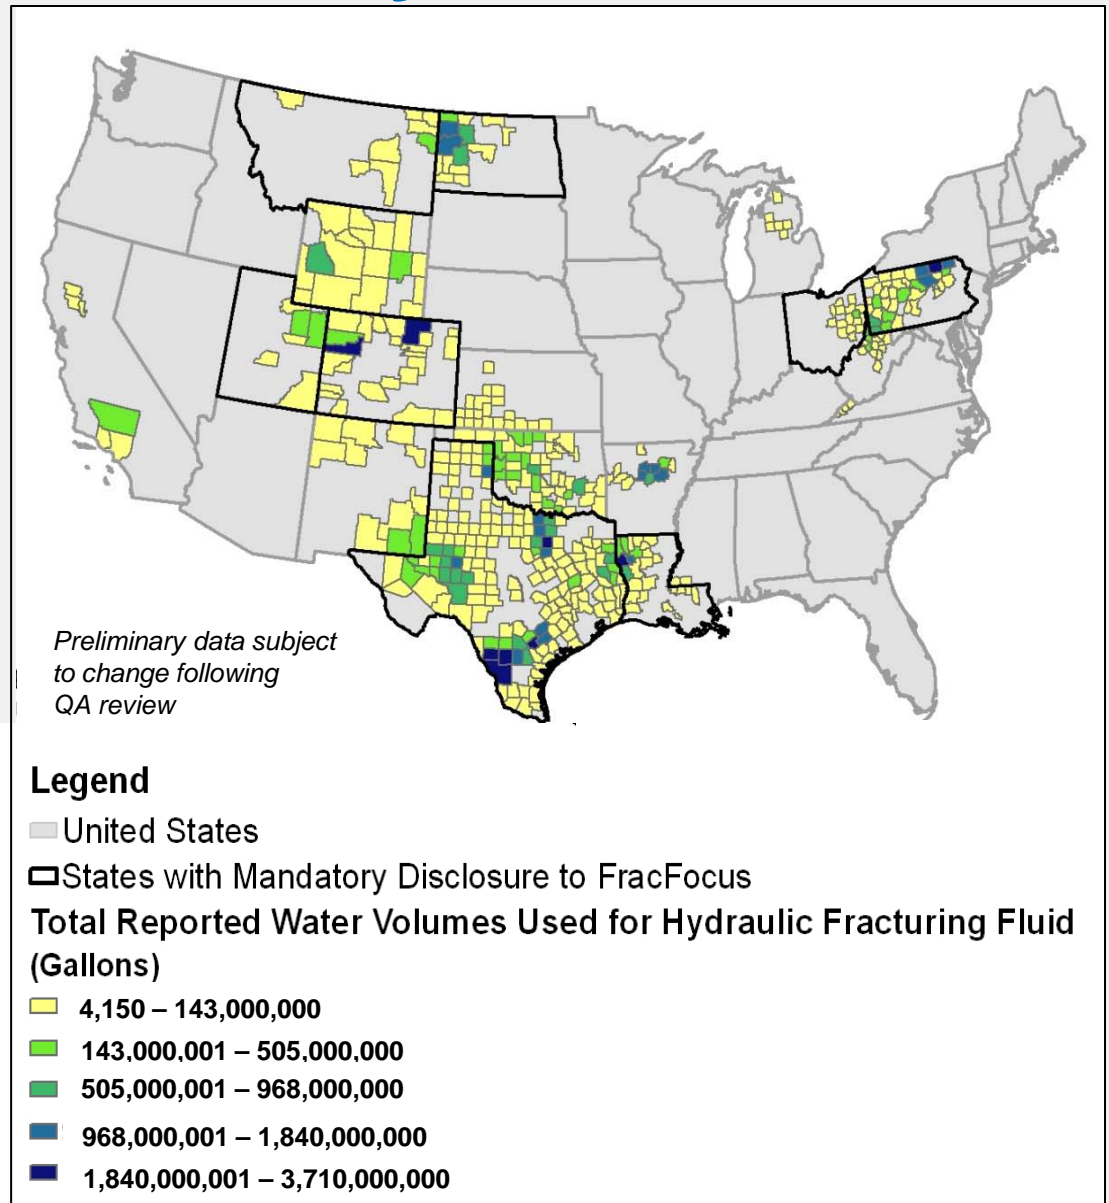 Preliminary data subject
to change following
QA review
Legend
United States
States with Mandatory Disclosure to FracFocus
Total Reported Water Volumes Used for Hydraulic Fracturing Fluid
(Gallons)
4,150 – 143,000,000
143,000,001 – 505,000,000
505,000,001 – 968,000,000
968,000,001 – 1,840,000,000
1,840,000,001 – 3,710,000,000